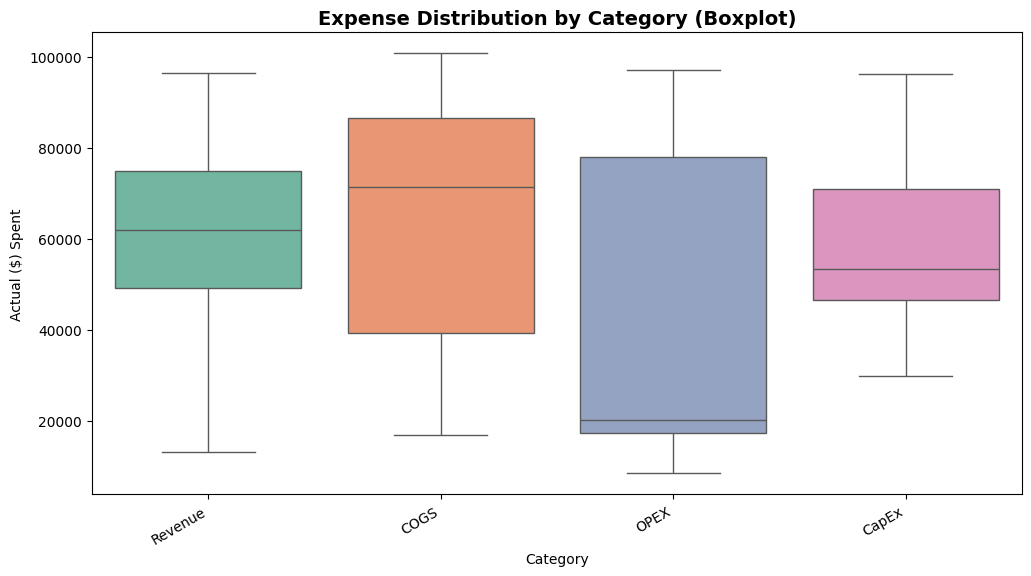 Expense Distribution by Category (Boxplot)
Actual ($) Spent
100000
80000
60000
40000
20000
Revenue
COGS
OPEX
CapEx
Category